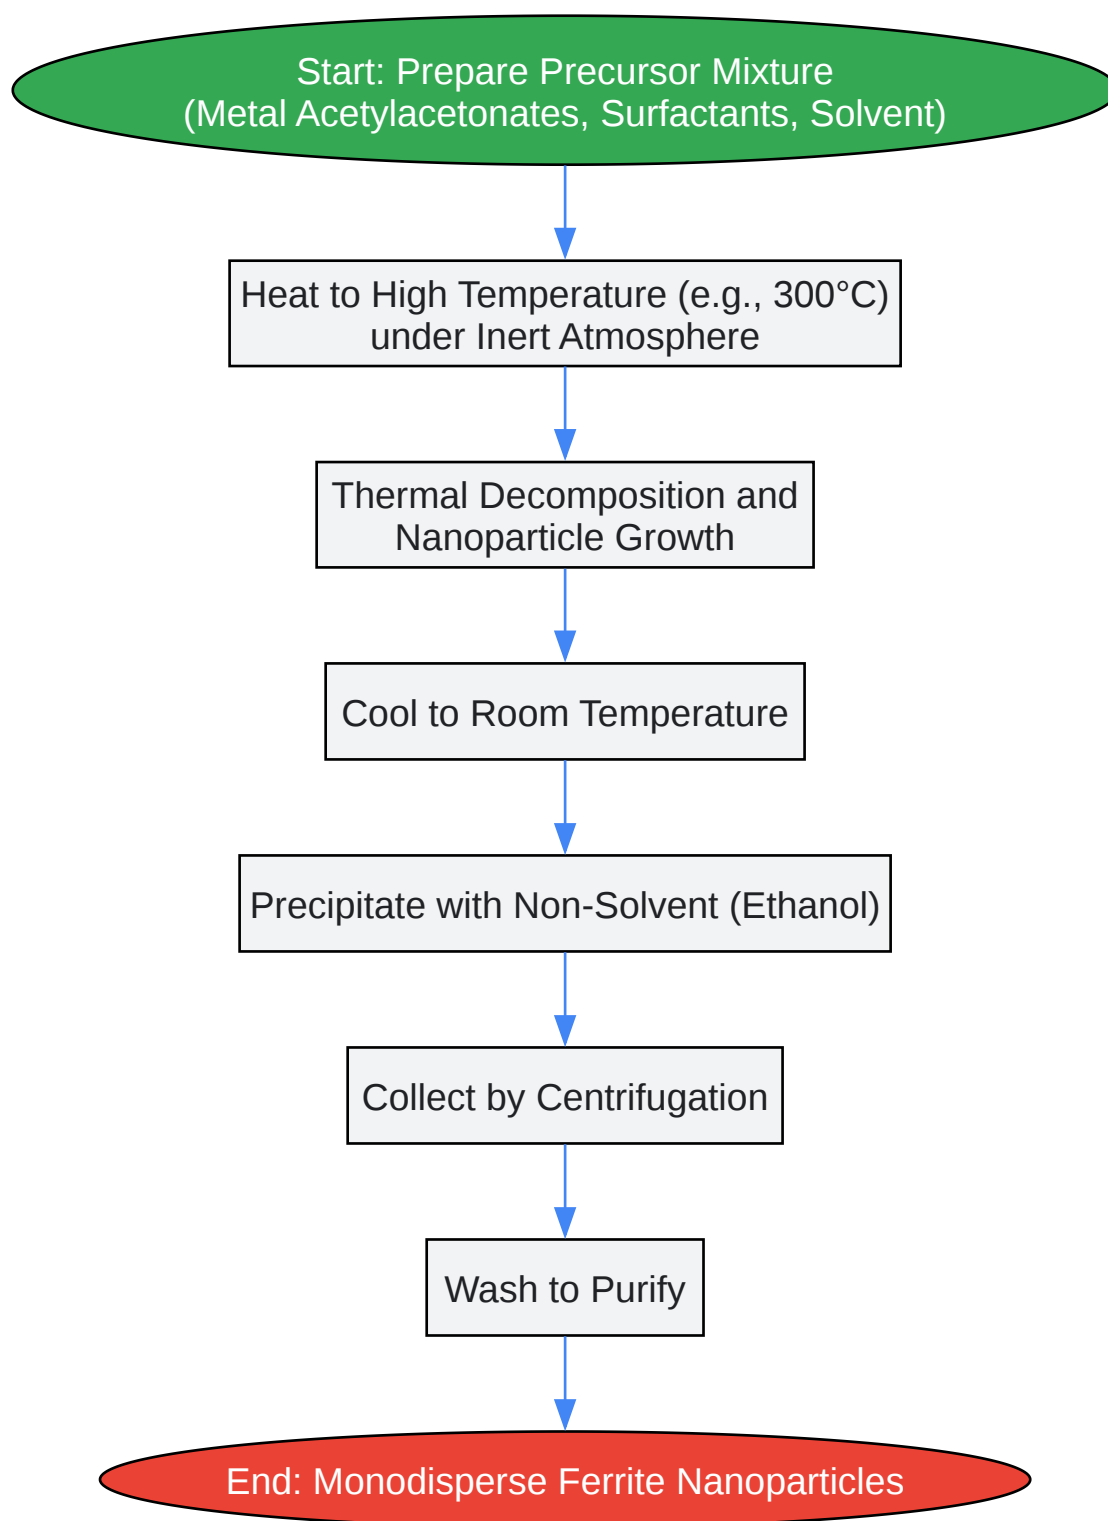 Start: Prepare Precursor Mixture
(Metal Acetylacetonates, Surfactants, Solvent)
Heat to High Temperature (e.g., 300°C)
under Inert Atmosphere
Thermal Decomposition and
Nanoparticle Growth
Cool to Room Temperature
Precipitate with Non-Solvent (Ethanol)
Collect by Centrifugation
Wash to Purify
End: Monodisperse Ferrite Nanoparticles